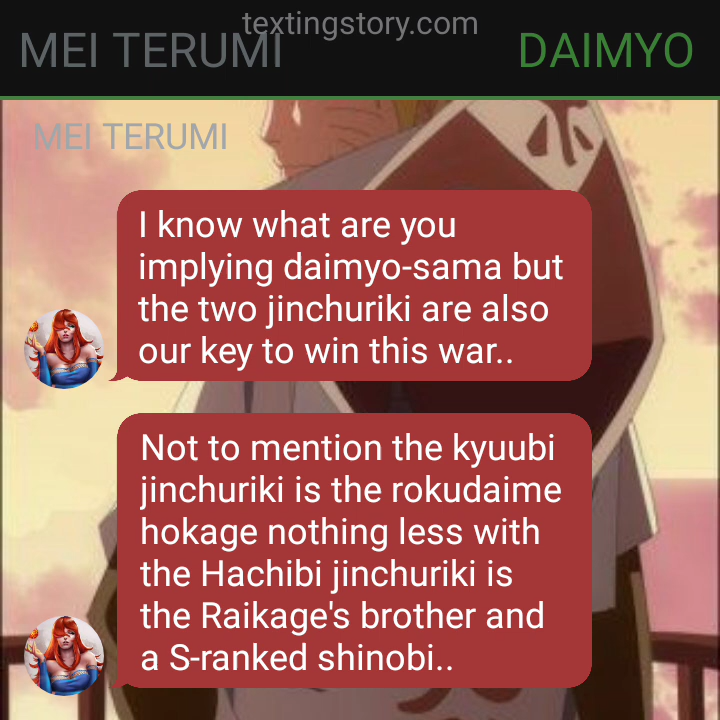 textingstory.com
MEI TERUMI
DAIMYO
MEI TERUMI
I know what are you
implying daimyo-sama but
the two jinchuriki are also
our key to win this war..
Not to mention the kyuubi
jinchuriki is the rokudaime
hokage nothing less with
the Hachibi jinchuriki is
the Raikage's brother and
a S-ranked shinobi..